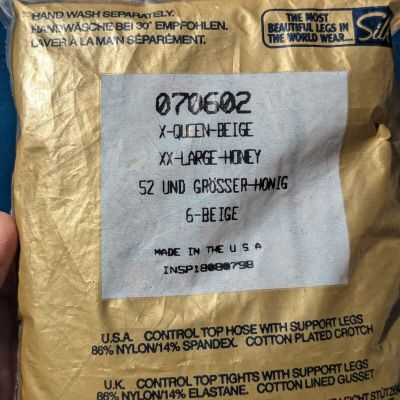 HAND WASH SEPARATELY.
HANDWÄSCHE BEI 30° EMPFOHLEN.
LAVER À LA MAIN SÉPARÉMENT.
THE MOST
BEAUTIFUL LEGS IN
THE WORLD WEAR...
070602
X-QUEEN-BEIGE
XX-LARGE-HONEY
52 UND GRÖSSER-HONIG
6-BEIGE
MADE IN THE U S A
INSP18080798
U.S.A. CONTROL TOP HOSE WITH SUPPORT LEGS
86% NYLON/14% SPANDEX. COTTON PLATED CROTCH
U.K. CONTROL TOP TIGHTS WITH SUPPORT LEGS
86% NYLON/14% ELASTANE. COTTON LINED GUSSET